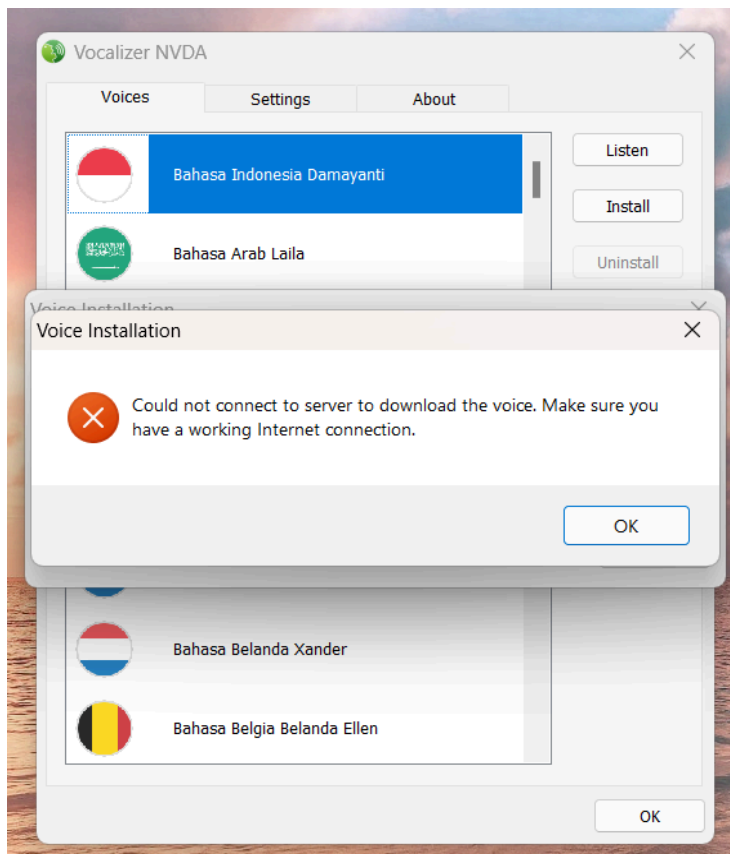 Vocalizer NVDA
Voices
Settings
About
Bahasa Indonesia Damayanti
Listen
Install
Bahasa Arab Laila
Uninstall
Voice Installation
Voice Installation
Could not connect to server to download the voice. Make sure you
have a working Internet connection.
OK
Bahasa Belanda Xander
Bahasa Belgia Belanda Ellen
OK